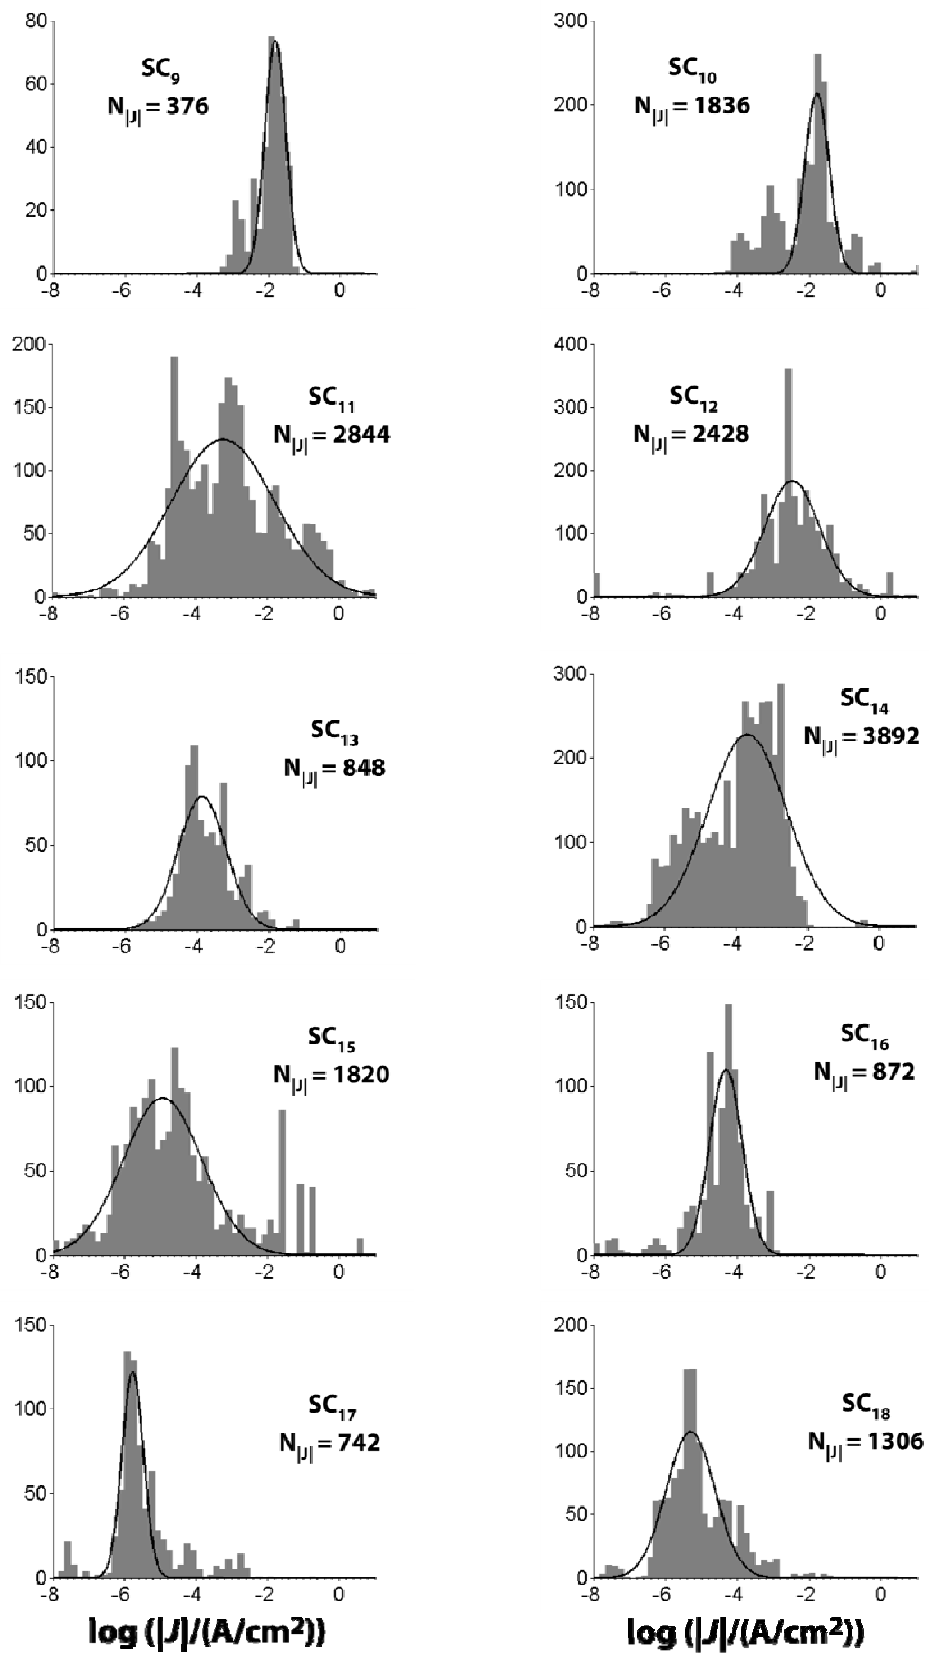 80
60
40
20
0
-8 -6 -4 -2 0
SC9
N|J| = 376
300
200
100
0
-8 -6 -4 -2 0
SC10
N|J| = 1836
200
150
100
50
0
-8 -6 -4 -2 0
SC11
N|J| = 2844
400
300
200
100
0
-8 -6 -4 -2 0
SC12
N|J| = 2428
150
100
50
0
-8 -6 -4 -2 0
SC13
N|J| = 848
300
200
100
0
-8 -6 -4 -2 0
SC14
N|J| = 3892
150
100
50
0
-8 -6 -4 -2 0
SC15
N|J| = 1820
150
100
50
0
-8 -6 -4 -2 0
SC16
N|J| = 872
150
100
50
0
-8 -6 -4 -2 0
SC17
N|J| = 742
log (|J|/(A/cm²))
200
150
100
50
0
-8 -6 -4 -2 0
SC18
N|J| = 1306
log (|J|/(A/cm²))